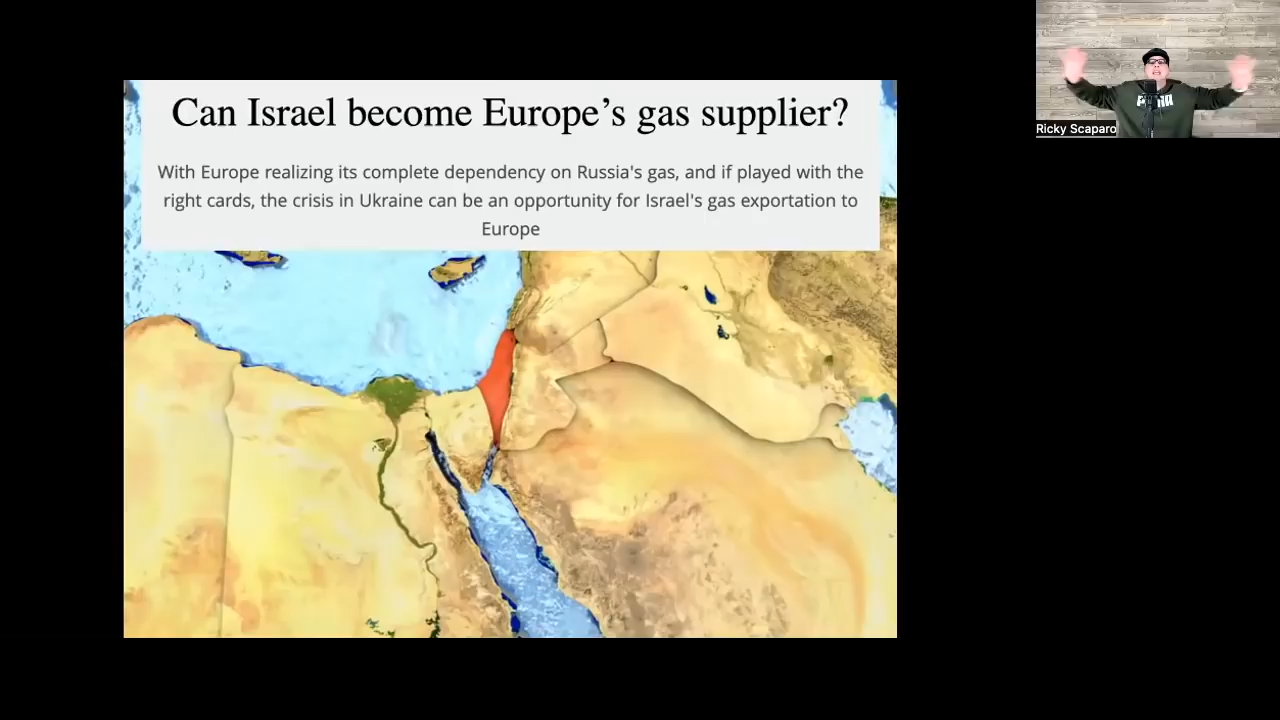 Can Israel become Europe’s gas supplier?
With Europe realizing its complete dependency on Russia's gas, and if played with the
right cards, the crisis in Ukraine can be an opportunity for Israel's gas exportation to
Europe
Ricky Scaparo